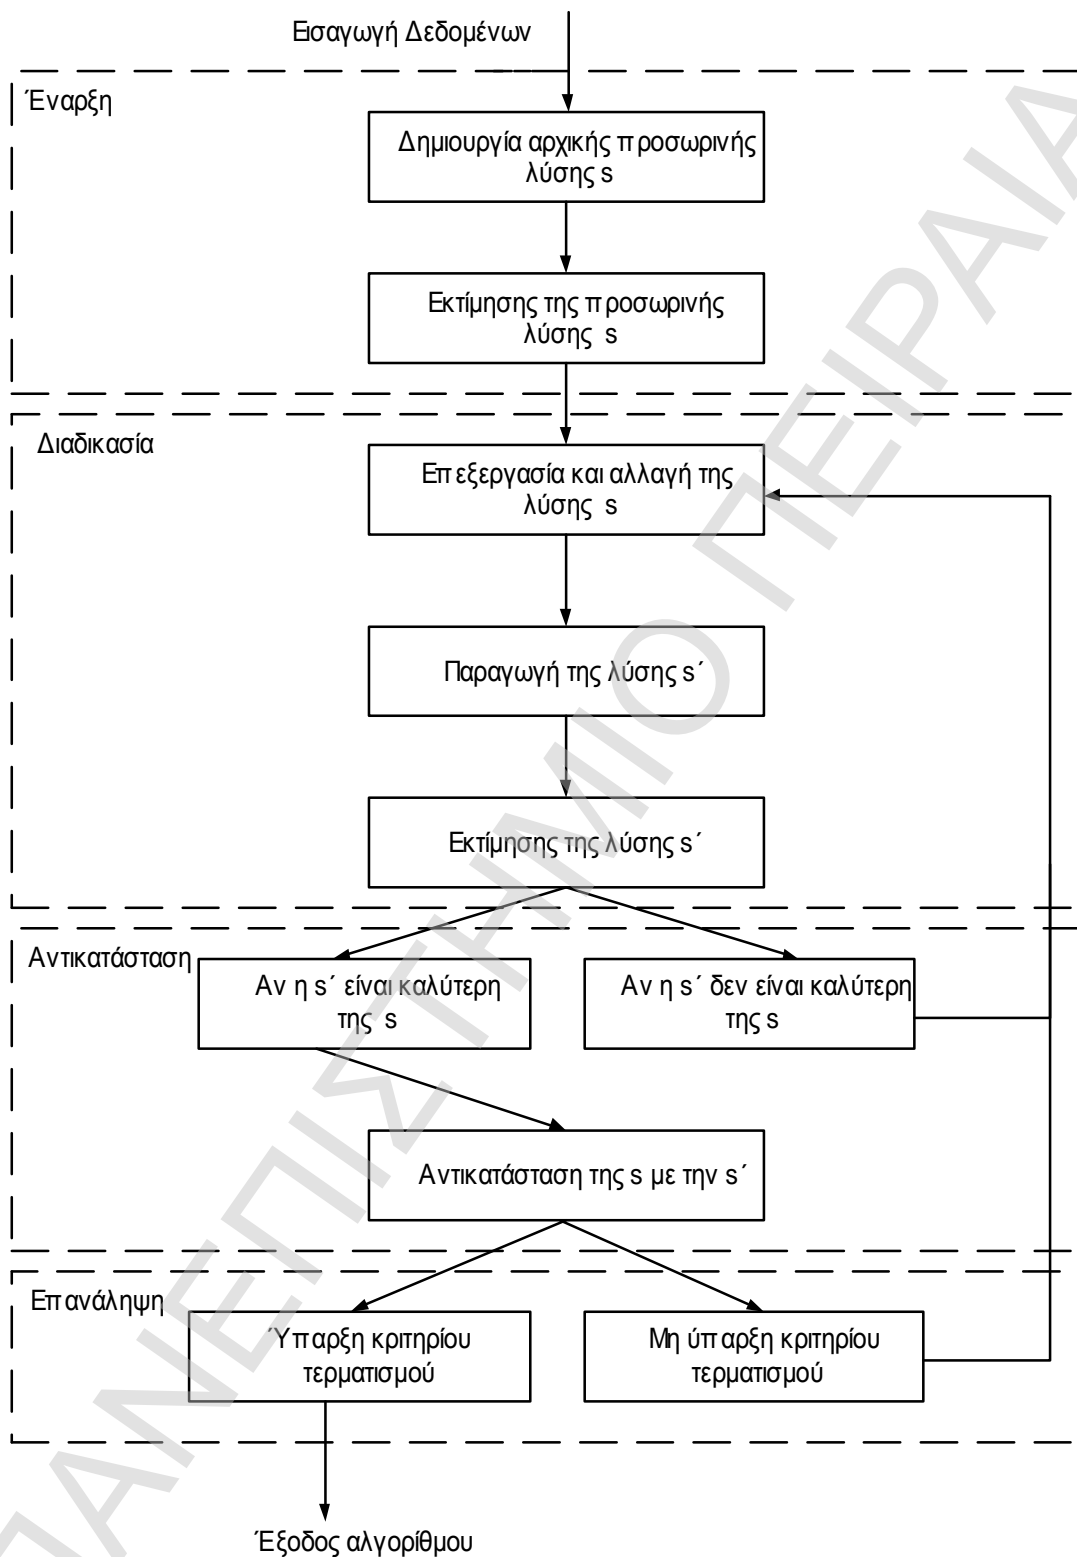 Εισαγωγή Δεδομένων
Έναρξη
Δημιουργία αρχικής προσωρινής
λύσης s
Εκτίμησης της προσωρινής
λύσης s
Διαδικασία
Επεξεργασία και αλλαγή της
λύσης s
Παραγωγή της λύσης s΄
Εκτίμησης της λύσης s΄
Αντικατάσταση
Αν η s΄ είναι καλύτερη
της s
Αν η s΄ δεν είναι καλύτερη
της s
Αντικατάσταση της s με την s΄
Επανάληψη
Ύπαρξη κριτηρίου
τερματισμού
Μη ύπαρξη κριτηρίου
τερματισμού
Έξοδος αλγορίθμου
ΠΑΝΕΠΙΣΤΗΜΙΟ ΠΕΙΡΑΙΑ